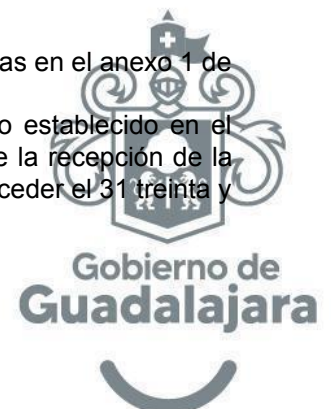 as en el anexo 1 de
o establecido en el
e la recepción de la
ceder el 31 treinta y
Gobierno de
Guadalajara